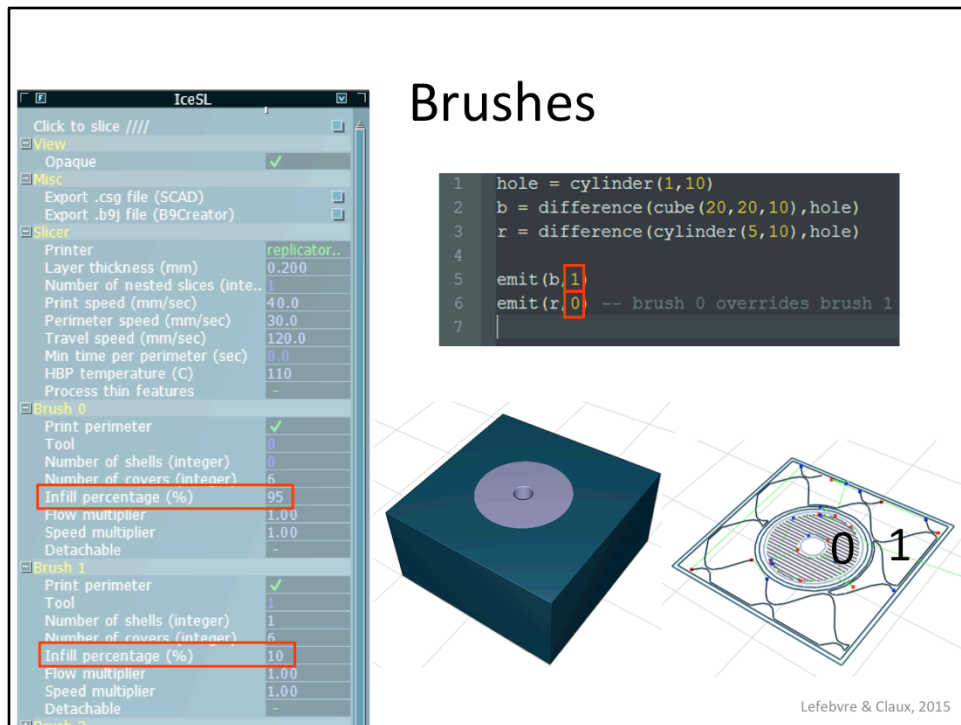 Brushes
IceSL
Click to slice ////
View
Opaque ✓
Misc
Export .csg file (SCAD)
Export .b9j file (B9Creator)
Slicer
Printer replicator..
Layer thickness (mm) 0.200
Number of nested slices (inte.. 1
Print speed (mm/sec) 40.0
Perimeter speed (mm/sec) 30.0
Travel speed (mm/sec) 120.0
Min time per perimeter (sec) 0.0
HBP temperature (C) 110
Process thin features -
Brush 0
Print perimeter ✓
Tool 0
Number of shells (integer) 0
Number of covers (integer) 6
Infill percentage (%) 95
Flow multiplier 1.00
Speed multiplier 1.00
Detachable -
Brush 1
Print perimeter ✓
Tool 1
Number of shells (integer) 1
Number of covers (integer) 6
Infill percentage (%) 10
Flow multiplier 1.00
Speed multiplier 1.00
Detachable -
Brush 2
1 hole = cylinder(1,10)
2 b = difference(cube(20,20,10),hole)
3 r = difference(cylinder(5,10),hole)
4
5 emit(b,1)
6 emit(r,0) -- brush 0 overrides brush 1
7
0 1
Lefebvre & Claux, 2015